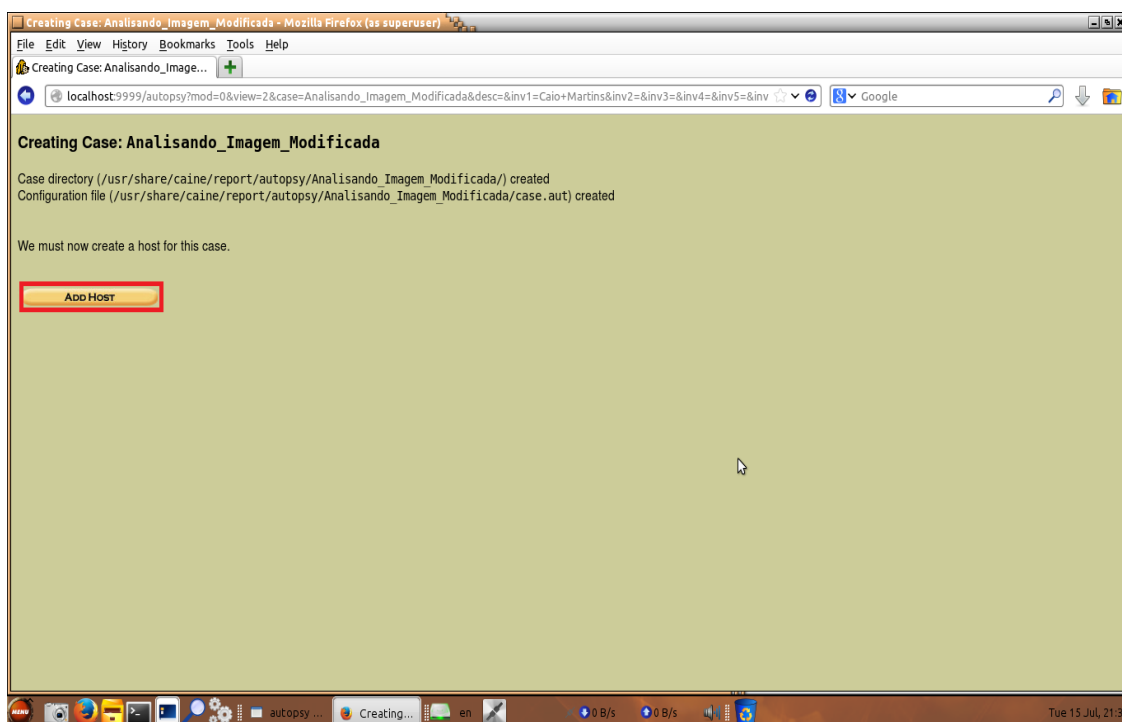 Creating Case: Analisando_Imagem_Modificada - Mozilla Firefox (as superuser)
File Edit View History Bookmarks Tools Help
Creating Case: Analisando_Image...
localhost:9999/autopsy?mod=0&view=2&case=Analisando_Imagem_Modificada&desc=&inv1=Caio+Martins&inv2=&inv3=&inv4=&inv5=&inv
Google
Creating Case: Analisando_Imagem_Modificada
Case directory (/usr/share/caine/report/autopsy/Analisando_Imagem_Modificada/) created
Configuration file (/usr/share/caine/report/autopsy/Analisando_Imagem_Modificada/case.aut) created
We must now create a host for this case.
ADD HOST
MENU autopsy ... Creating... en 0 B/s 0 B/s Tue 15 Jul, 21:3